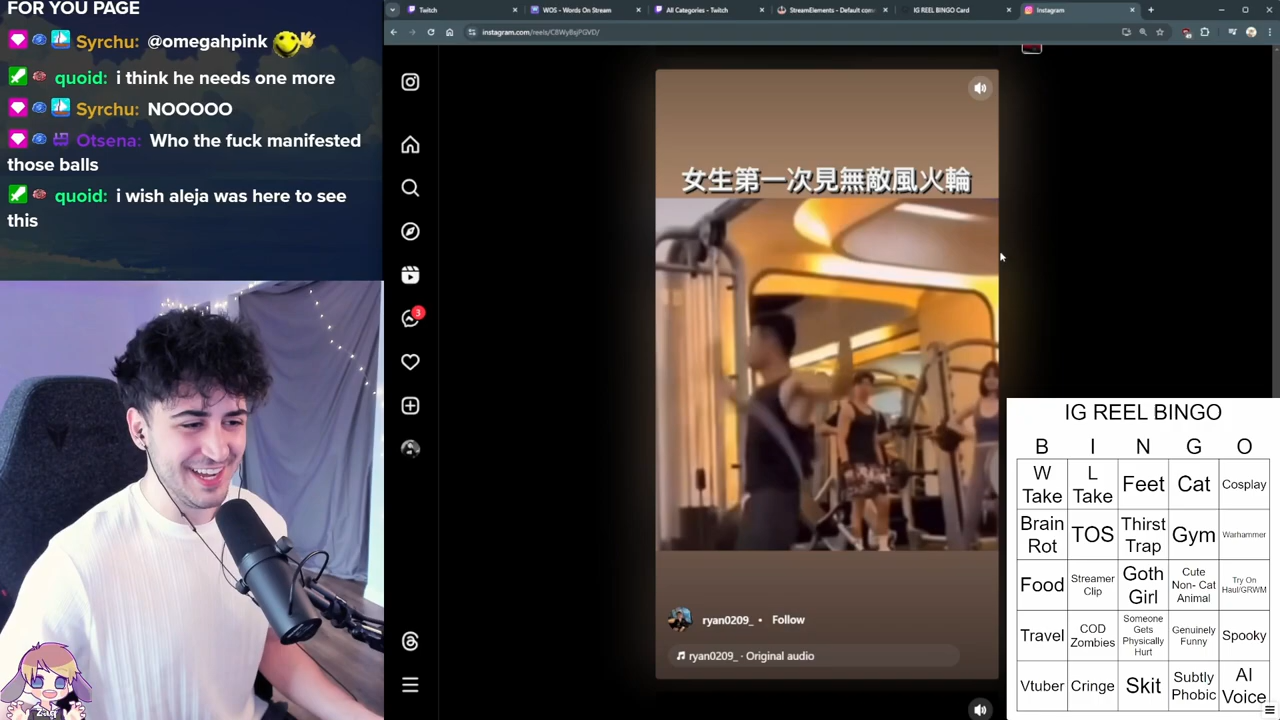 FOR YOU PAGE
Syrchu: @omegahpink
quoid: i think he needs one more
Syrchu: NOOOOO
Otsena: Who the fuck manifested
those balls
quoid: i wish aleja was here to see
this
Twitch
WOS - Words On Stream
All Categories - Twitch
StreamElements - Default com
IG REEL BINGO Card
Instagram
3
女生第一次見無敵風火輪
ryan0209_ • Follow
ryan0209_ · Original audio
IG REEL BINGO
B I N G O
W Take
L Take
Feet
Cat
Cosplay
Brain Rot
TOS
Thirst Trap
Gym
Warhammer
Food
Streamer Clip
Goth Girl
Cute Non- Cat Animal
Try On Haul/GRWM
Travel
COD Zombies
Someone Gets Physically Hurt
Genuinely Funny
Spooky
Vtuber
Cringe
Skit
Subtly Phobic
AI Voice
Zaq